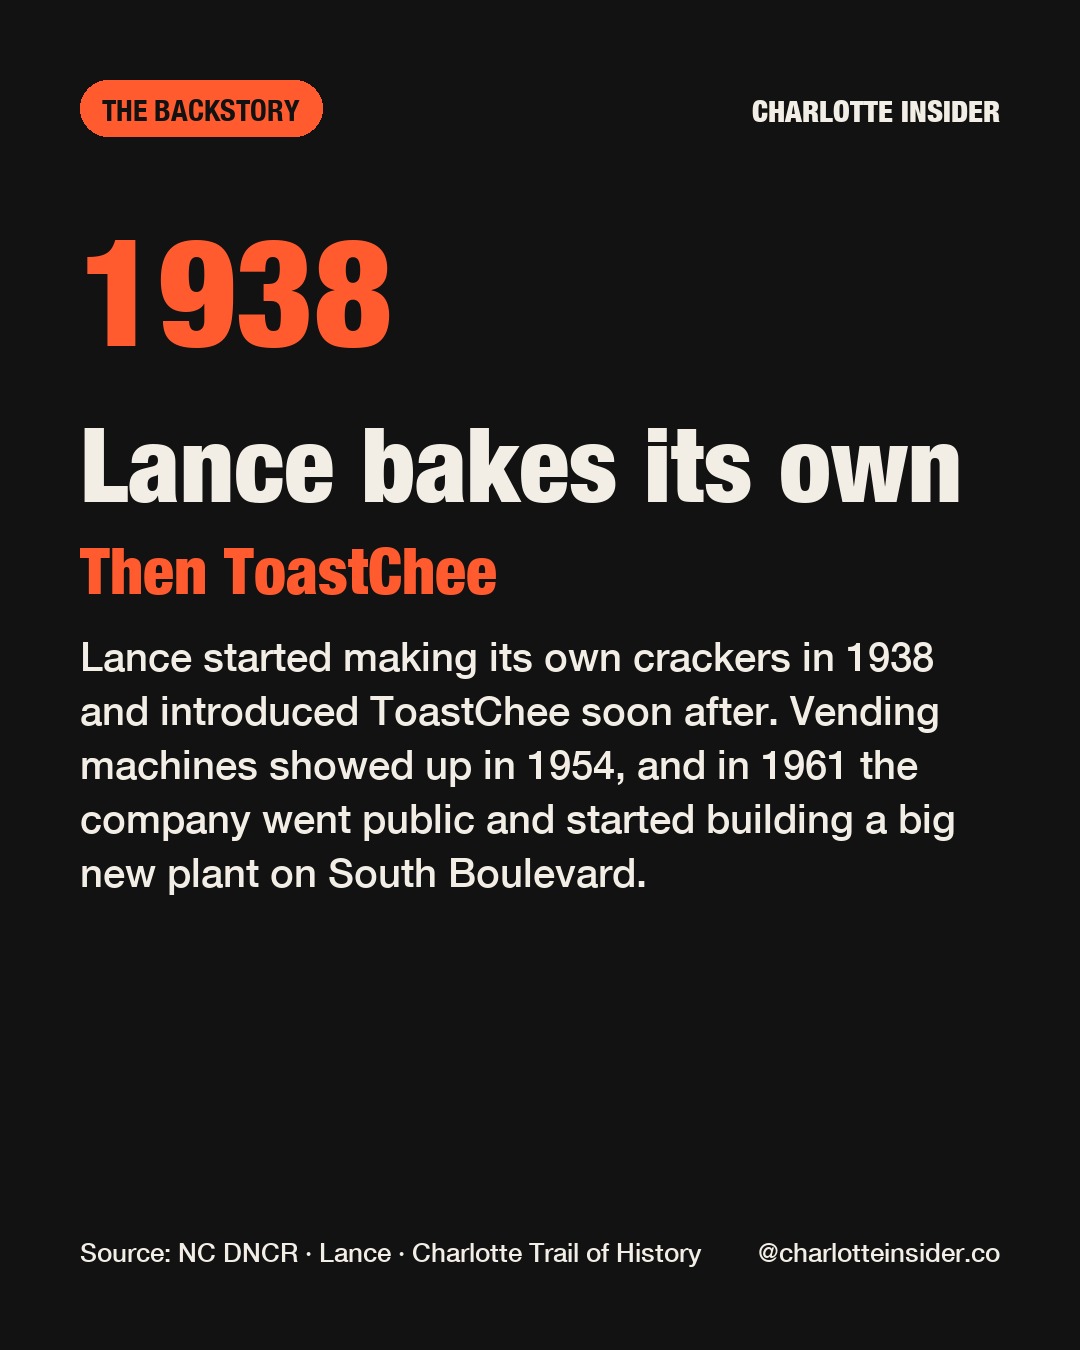 THE BACKSTORY
CHARLOTTE INSIDER
1938
Lance bakes its own
Then ToastChee
Lance started making its own crackers in 1938
and introduced ToastChee soon after. Vending
machines showed up in 1954, and in 1961 the
company went public and started building a big
new plant on South Boulevard.
Source: NC DNCR · Lance · Charlotte Trail of History
@charlotteinsider.co